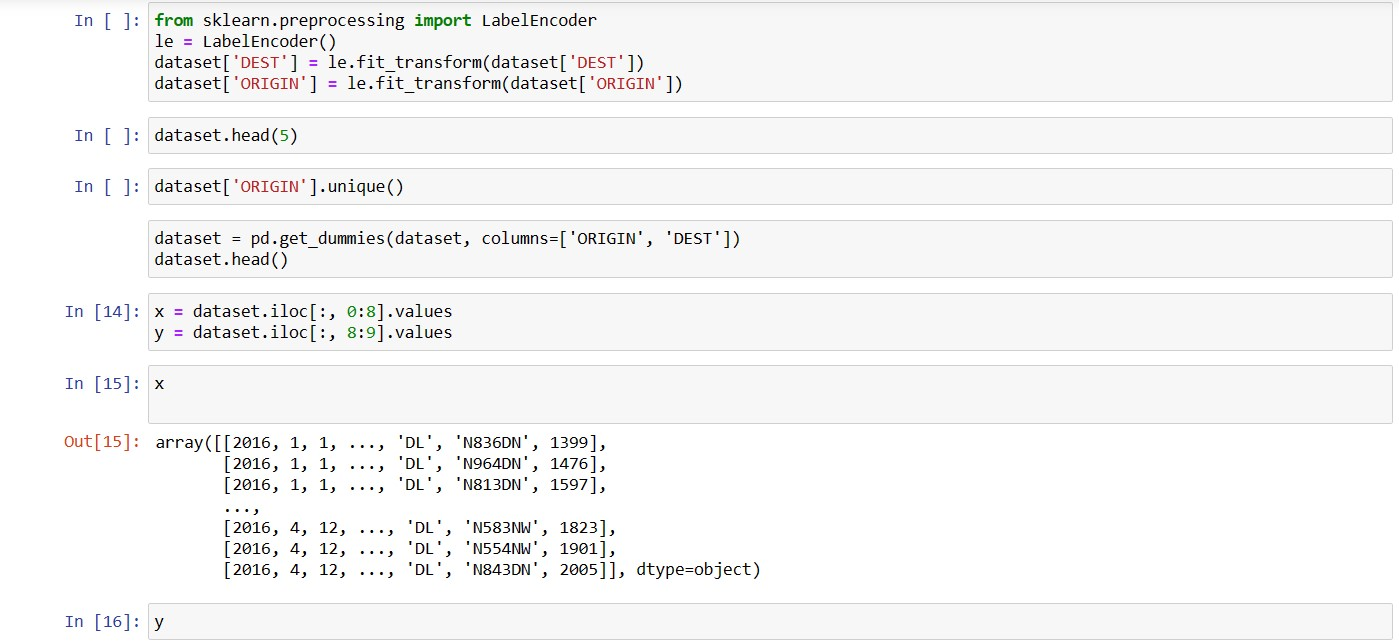 In [ ]: from sklearn.preprocessing import LabelEncoder
le = LabelEncoder()
dataset['DEST'] = le.fit_transform(dataset['DEST'])
dataset['ORIGIN'] = le.fit_transform(dataset['ORIGIN'])
In [ ]: dataset.head(5)
In [ ]: dataset['ORIGIN'].unique()
dataset = pd.get_dummies(dataset, columns=['ORIGIN', 'DEST'])
dataset.head()
In [14]: x = dataset.iloc[:, 0:8].values
y = dataset.iloc[:, 8:9].values
In [15]: x
Out[15]: array([[2016, 1, 1, ..., 'DL', 'N836DN', 1399],
[2016, 1, 1, ..., 'DL', 'N964DN', 1476],
[2016, 1, 1, ..., 'DL', 'N813DN', 1597],
...,
[2016, 4, 12, ..., 'DL', 'N583NW', 1823],
[2016, 4, 12, ..., 'DL', 'N554NW', 1901],
[2016, 4, 12, ..., 'DL', 'N843DN', 2005]], dtype=object)
In [16]: y